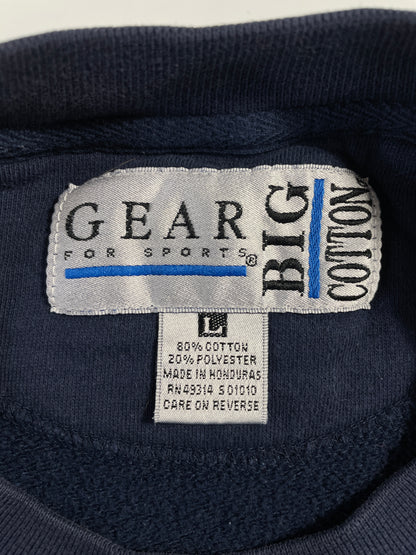 GEAR
FOR SPORTS®
BIG
COTTON
L
80% COTTON
20% POLYESTER
MADE IN HONDURAS
RN49314 S01010
CARE ON REVERSE